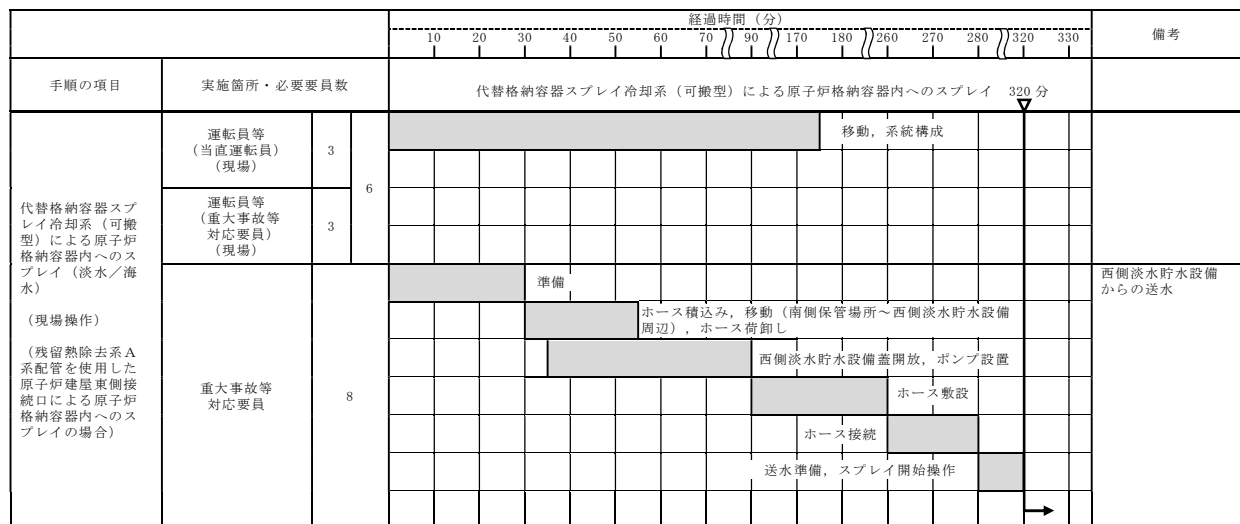 経過時間（分）
10 20 30 40 50 60 70 90 170 180 260 270 280 320 330
備考
手順の項目
実施箇所・必要要員数
代替格納容器スプレイ冷却系（可搬型）による原子炉格納容器内へのスプレイ 320 分
代替格納容器スプ
レイ冷却系（可搬
型）による原子炉
格納容器内へのス
プレイ（淡水／海
水）
（現場操作）
（残留熱除去系Ａ
系配管を使用した
原子炉建屋東側接
続口による原子炉
格納容器内へのス
プレイの場合）
運転員等
（当直運転員）
（現場）
3
運転員等
（重大事故等
対応要員）
（現場）
3
6
重大事故等
対応要員
8
移動，系統構成
準備
ホース積込み，移動（南側保管場所～西側淡水貯水設備
周辺），ホース荷卸し
西側淡水貯水設備蓋開放，ポンプ設置
ホース敷設
ホース接続
送水準備，スプレイ開始操作
西側淡水貯水設備
からの送水